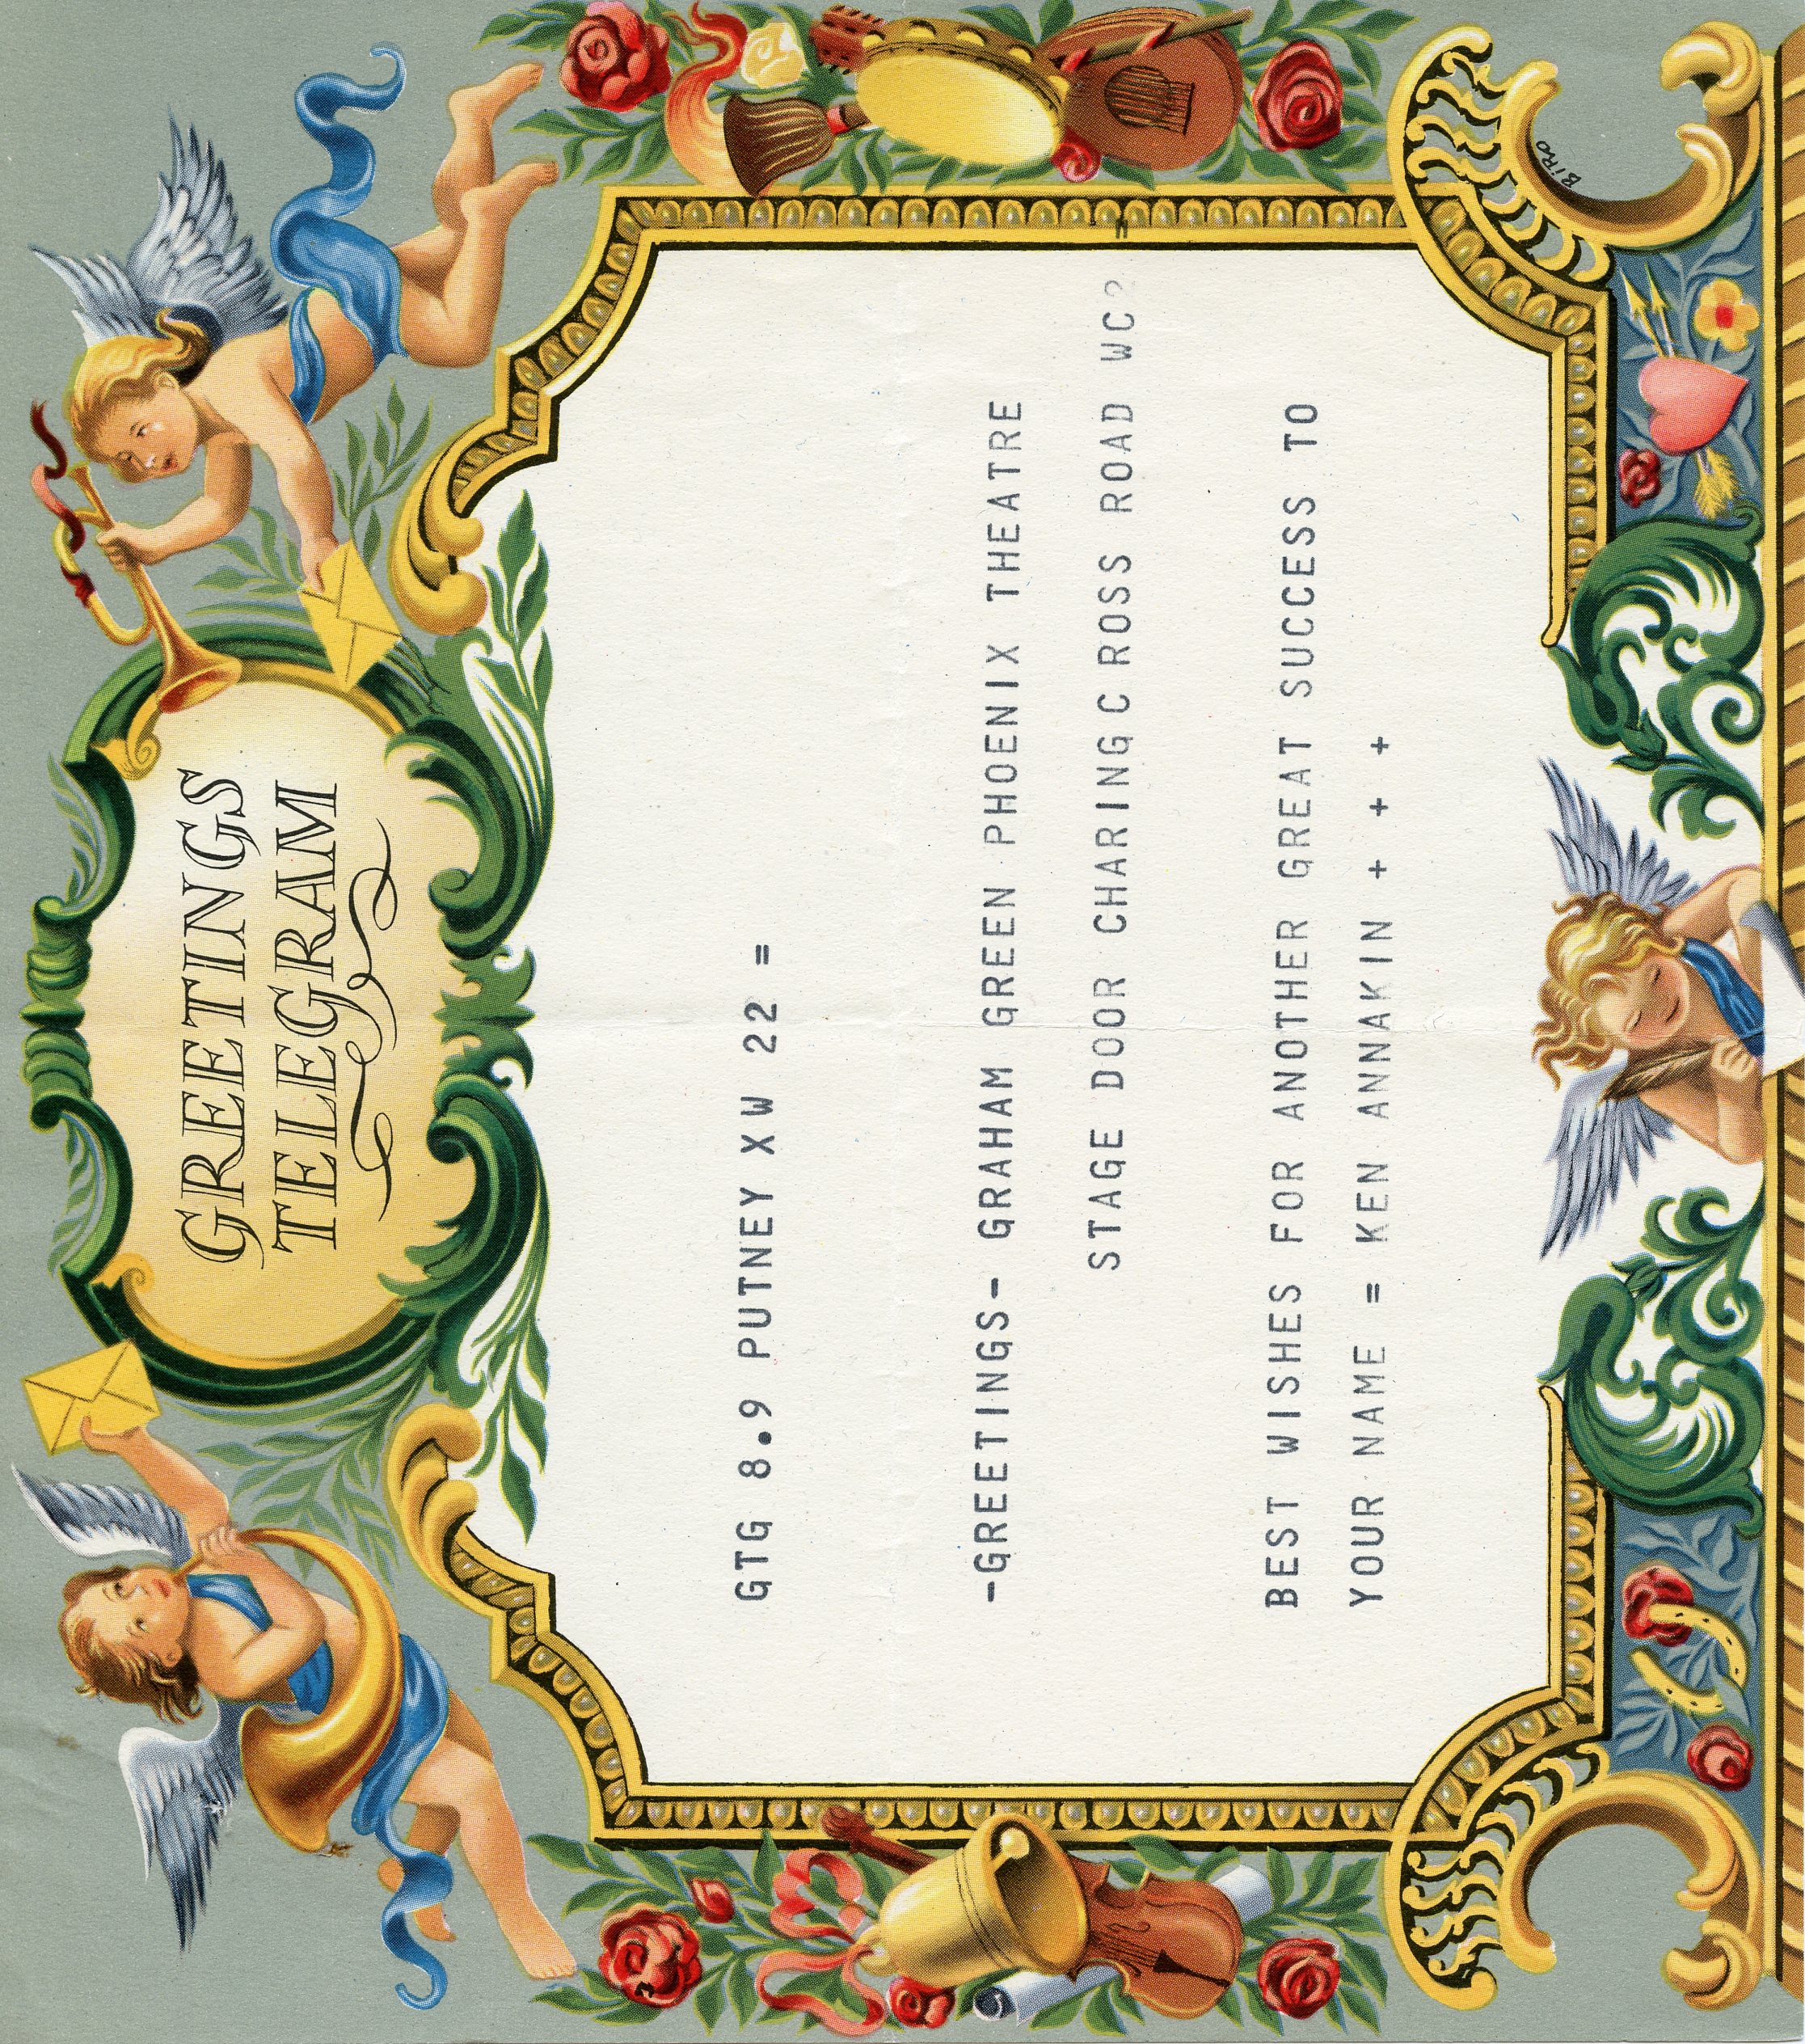 GREETINGS
TELEGRAM
GTG 8.9 PUTNEY XW 22 =
-GREETINGS- GRAHAM GREEN PHOENIX THEATRE
STAGE DOOR CHARINGC ROSS ROAD WC2 =
BEST WISHES FOR ANOTHER GREAT SUCCESS TO
YOUR NAME = KEN ANNAKIN + + +
BiRO